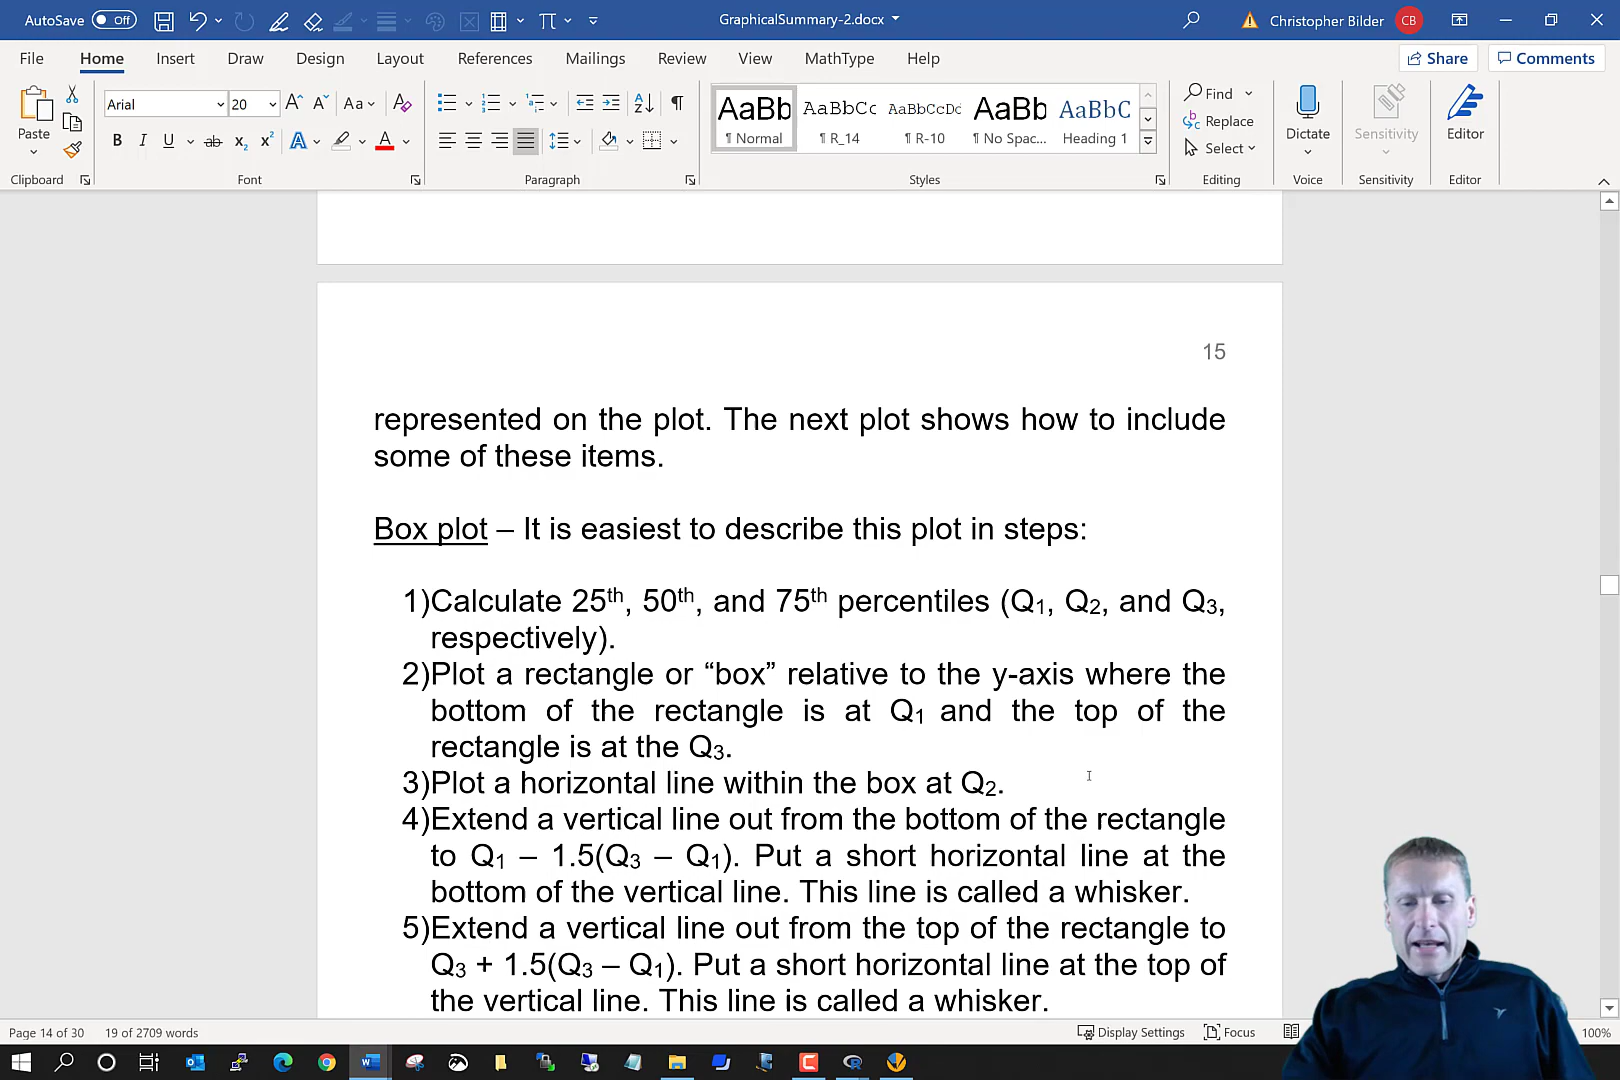 AutoSave Off GraphicalSummary-2.docx Christopher Bilder CB
File Home Insert Draw Design Layout References Mailings Review View MathType Help Share Comments
Paste Arial 20 A A Aa A AaBb AaBbCc AaBbCcDd AaBb AaBbC Find Dictate Sensitivity Editor
B I U ab x2 x2 A A ¶ Normal ¶ R_14 ¶ R-10 ¶ No Spac... Heading 1 Replace
Select
Clipboard Font Paragraph Styles Editing Voice Sensitivity Editor
15
represented on the plot. The next plot shows how to include
some of these items.
Box plot – It is easiest to describe this plot in steps:
1)Calculate 25th, 50th, and 75th percentiles (Q1, Q2, and Q3,
respectively).
2)Plot a rectangle or “box” relative to the y-axis where the
bottom of the rectangle is at Q1 and the top of the
rectangle is at the Q3.
3)Plot a horizontal line within the box at Q2.
4)Extend a vertical line out from the bottom of the rectangle
to Q1 – 1.5(Q3 – Q1). Put a short horizontal line at the
bottom of the vertical line. This line is called a whisker.
5)Extend a vertical line out from the top of the rectangle to
Q3 + 1.5(Q3 – Q1). Put a short horizontal line at the top of
the vertical line. This line is called a whisker.
Page 14 of 30 19 of 2709 words Display Settings Focus 100%